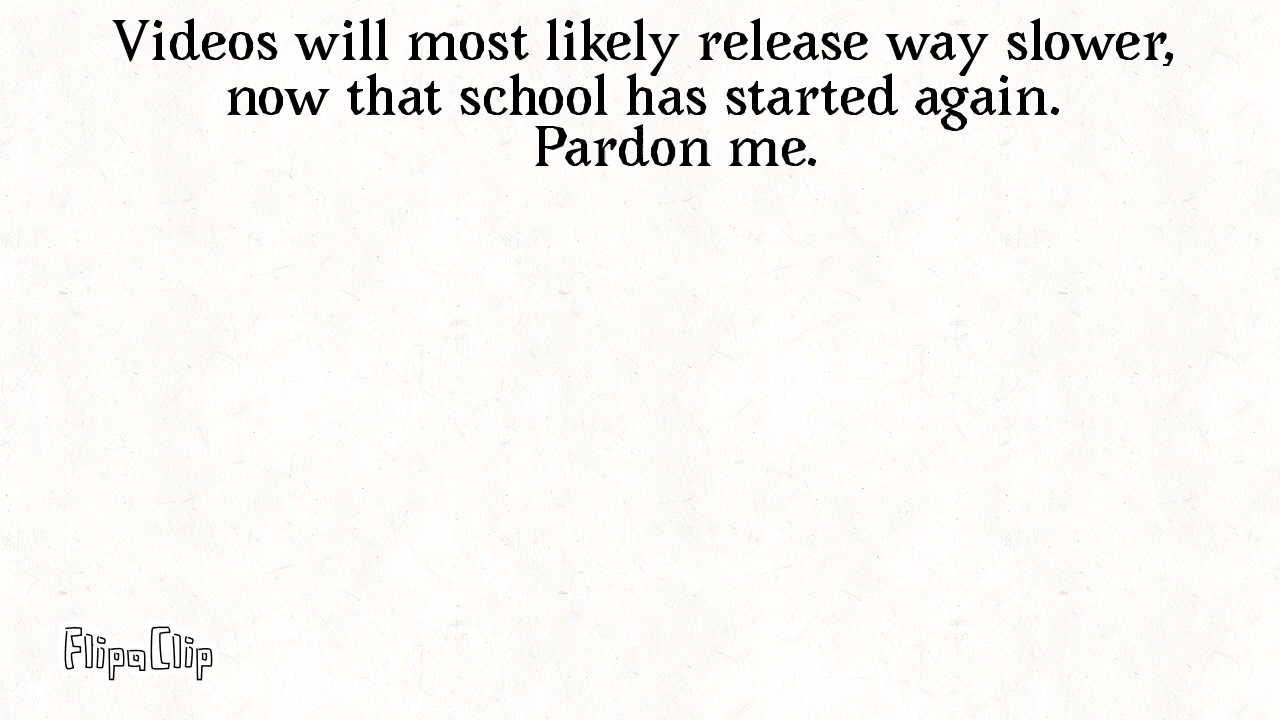 Videos will most likely release way slower,
now that school has started again.
Pardon me.
FlipaClip